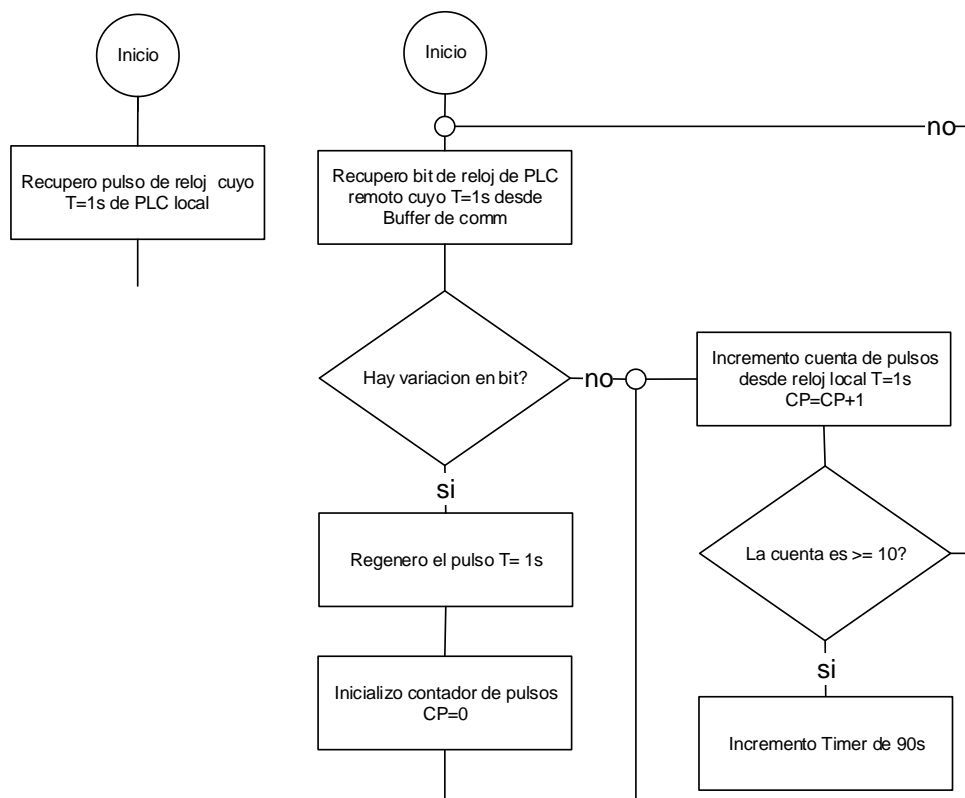 Inicio
Recupero pulso de reloj cuyo
T=1s de PLC local
Inicio
no
Recupero bit de reloj de PLC
remoto cuyo T=1s desde
Buffer de comm
Hay variacion en bit?
no
si
Regenero el pulso T= 1s
Inicializo contador de pulsos
CP=0
Incremento cuenta de pulsos
desde reloj local T=1s
CP=CP+1
La cuenta es >= 10?
si
Incremento Timer de 90s